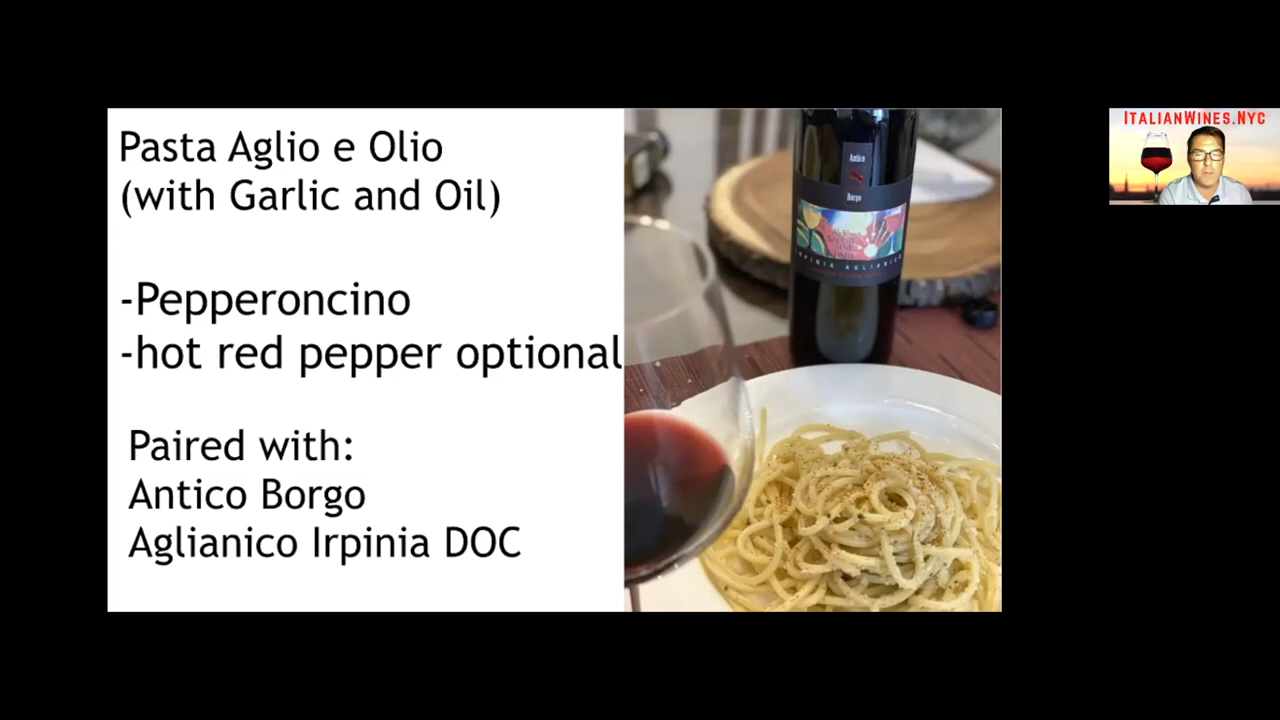 Pasta Aglio e Olio
(with Garlic and Oil)
-Pepperoncino
-hot red pepper optional
Paired with:
Antico Borgo
Aglianico Irpinia DOC
Antico
Borgo
IRPINIA AGLIANICO
ITALIANWINES.NYC